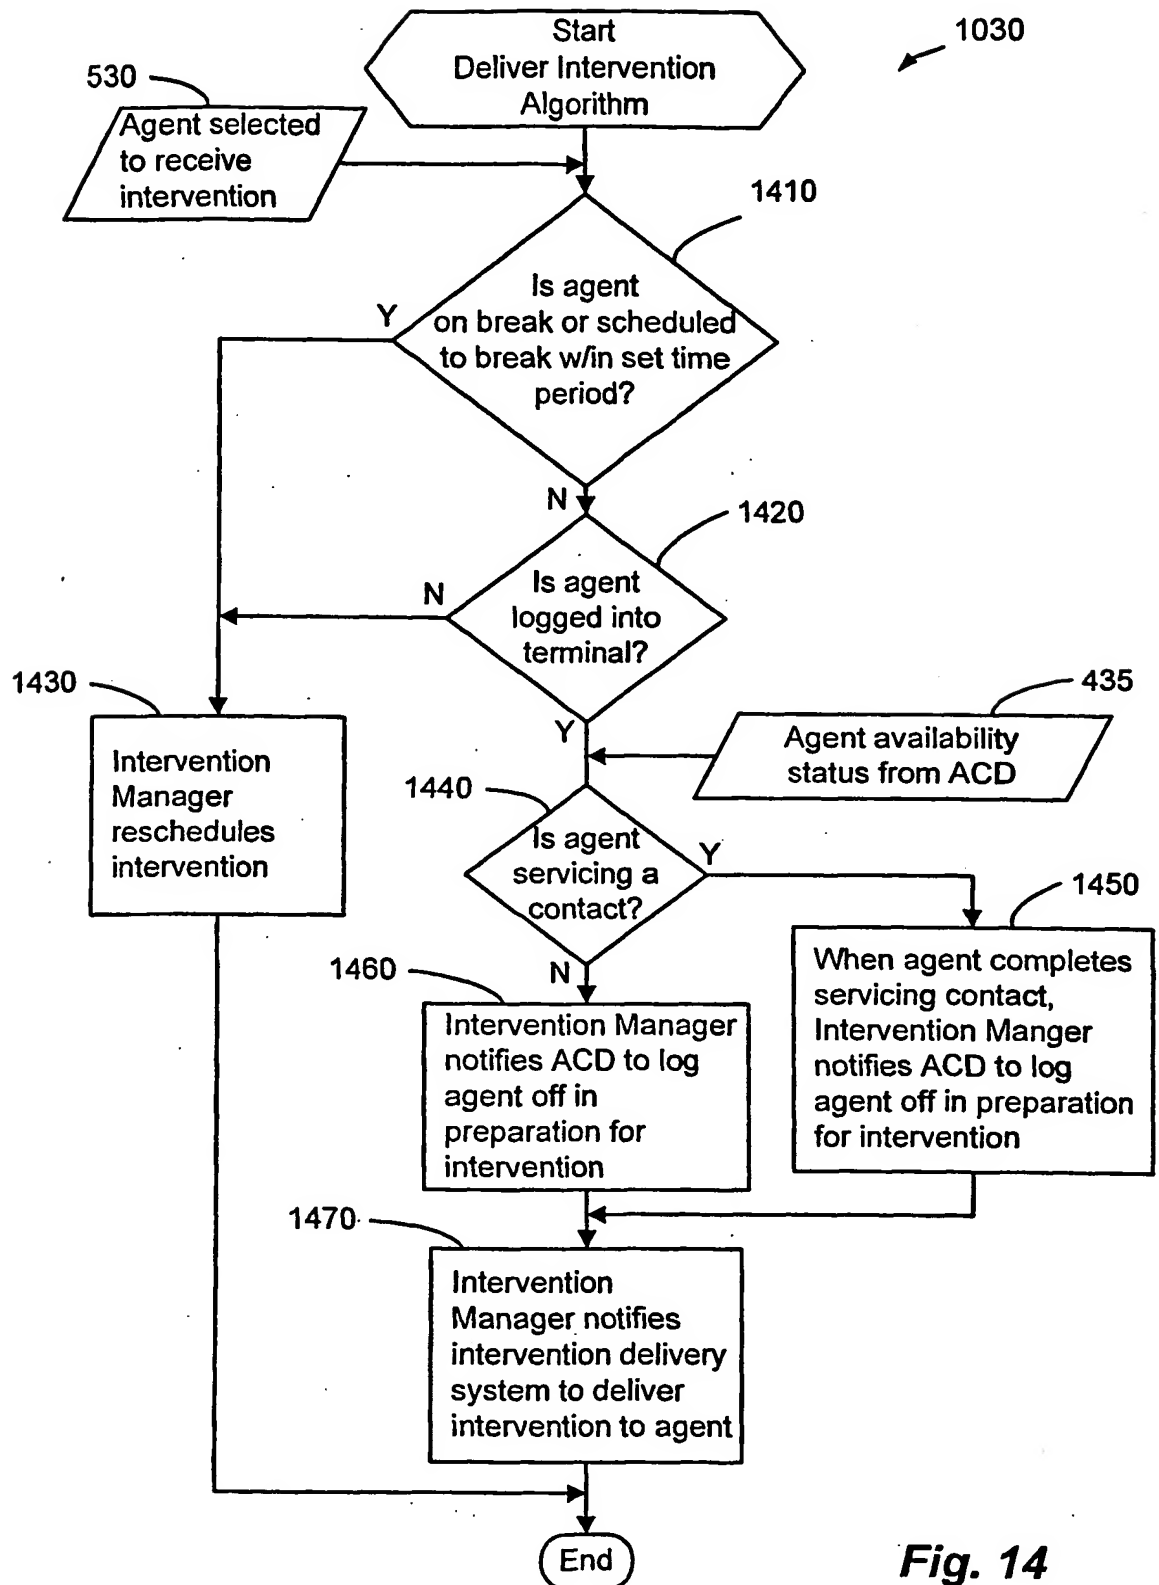 Start
Deliver Intervention
Algorithm
1030
530
Agent selected
to receive
intervention
1410
Is agent
on break or scheduled
to break w/in set time
period?
Y
N
1420
Is agent
logged into
terminal?
N
Y
1430
Intervention
Manager
reschedules
intervention
435
Agent availability
status from ACD
1440
Is agent
servicing a
contact?
Y
N
1450
When agent completes
servicing contact,
Intervention Manger
notifies ACD to log
agent off in preparation
for intervention
1460
Intervention Manager
notifies ACD to log
agent off in
preparation for
intervention
1470
Intervention
Manager notifies
intervention delivery
system to deliver
intervention to agent
End
Fig. 14